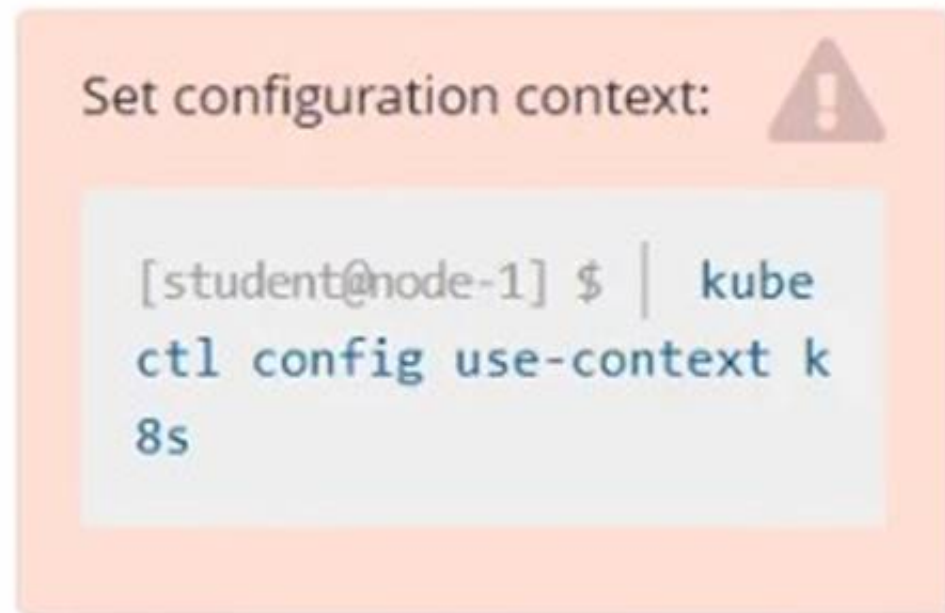 Set configuration context:
[student@node-1] $ | kube
ctl config use-context k
8s